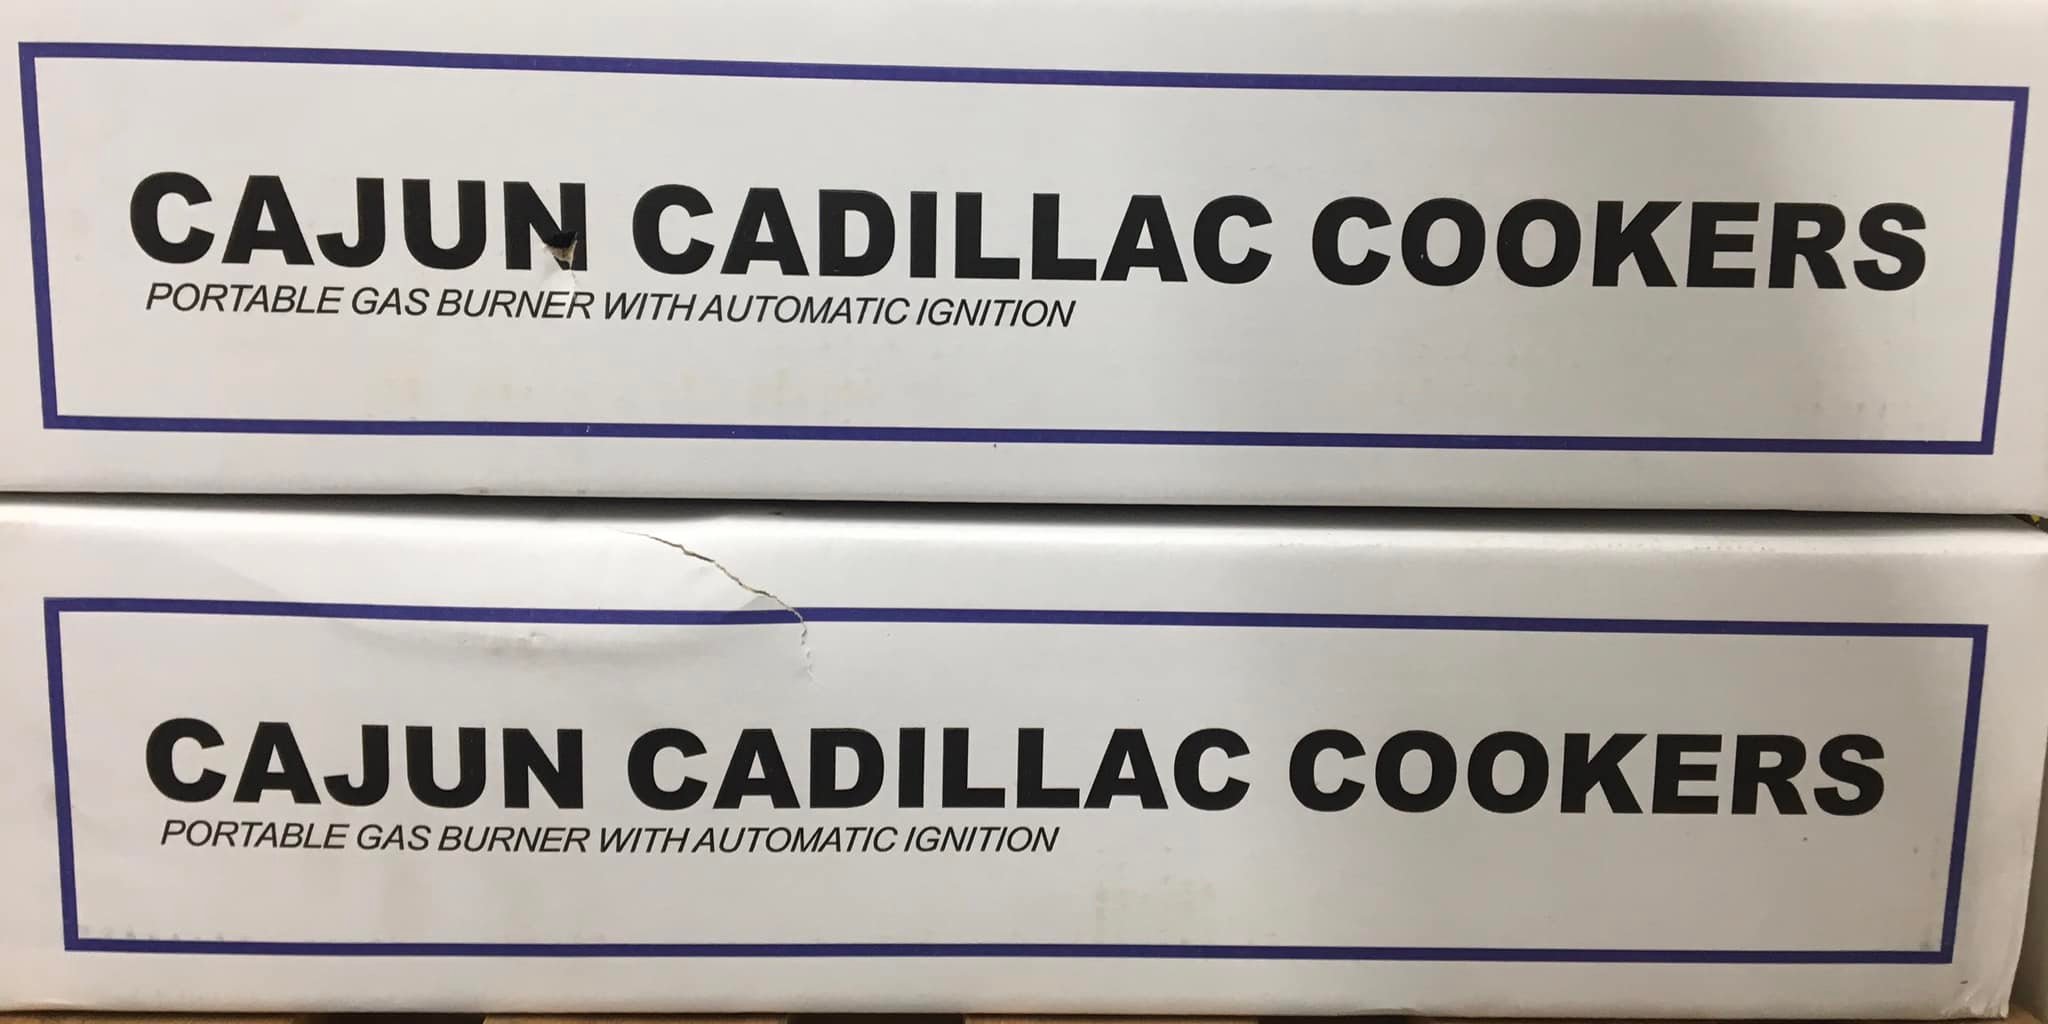 CAJUN CADILLAC COOKERS
PORTABLE GAS BURNER WITH AUTOMATIC IGNITION
CAJUN CADILLAC COOKERS
PORTABLE GAS BURNER WITH AUTOMATIC IGNITION